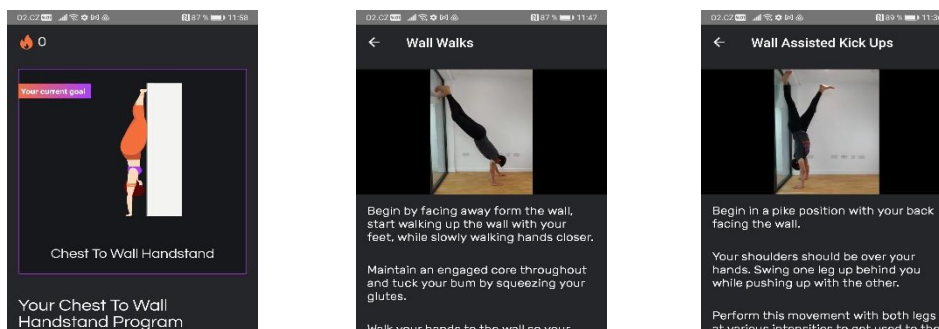 O2.CZ 87 % 11:58
0
Your current goal
Chest To Wall Handstand
Your Chest To Wall
Handstand Program
O2.CZ 87 % 11:47
Wall Walks
Begin by facing away form the wall,
start walking up the wall with your
feet, while slowly walking hands closer.
Maintain an engaged core throughout
and tuck your bum by squeezing your
glutes.
Walk your hands to the wall so your
O2.CZ 89 %
Wall Assisted Kick Ups
Begin in a pike position with your back
facing the wall.
Your shoulders should be over your
hands. Swing one leg up behind you
while pushing up with the other.
Perform this movement with both legs
at various intensities to get used to the